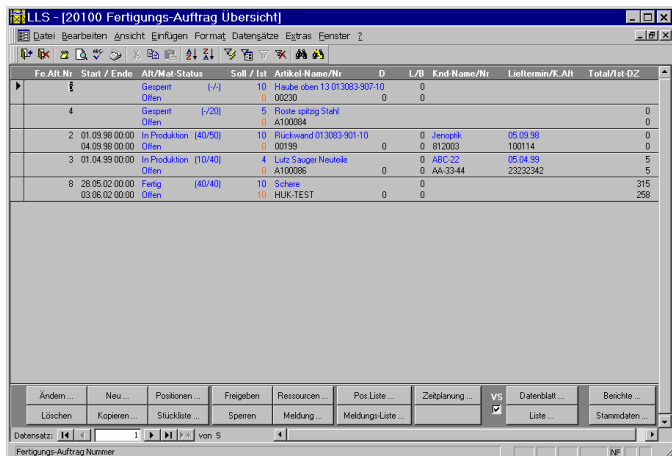 LLS - [20100 Fertigungs-Auftrag Übersicht]
Datei Bearbeiten Ansicht Einfügen Format Datensätze Extras Fenster ?
Fe.Aft.Nr Start / Ende Aft/Mat-Status Soll / Ist Artikel-Name/Nr D L/B Knd-Name/Nr Lieftermin/K.Aft Total/Ist-DZ
Gesperrt (-/-) 10 Haube oben 13 013083-907-10 0
Offen 0 00230 0 0
4 Gesperrt (-/20) 5 Roste spitzig Stahl 0
Offen 0 A100084 0
2 01.09.98 00:00 In Produktion (40/50) 10 Rückwand 013083-901-10 0 Jenoptik 05.09.98 0
04.09.98 00:00 Offen 0 00199 0 0 812003 100114 0
3 01.04.99 00:00 In Produktion (10/40) 4 Lutz Sauger Neuteile 0 ABC-22 05.04.99 5
Offen 0 A100086 0 0 AA-33-44 23232342 5
8 28.05.02 00:00 Fertig (40/40) 10 Schere 0 315
03.06.02 00:00 Offen 10 HUK-TEST 0 0 258
Ändern ... Neu ... Positionen ... Freigeben Ressourcen ... Pos.Liste ... Zeitplanung ... VS Datenblatt ... Berichte ...
Löschen Kopieren ... Stückliste ... Sperren Meldung ... Meldungs-Liste ... Liste ... Stammdaten ...
Datensatz: 1 von 5
Fertigungs-Auftrag Nummer NF